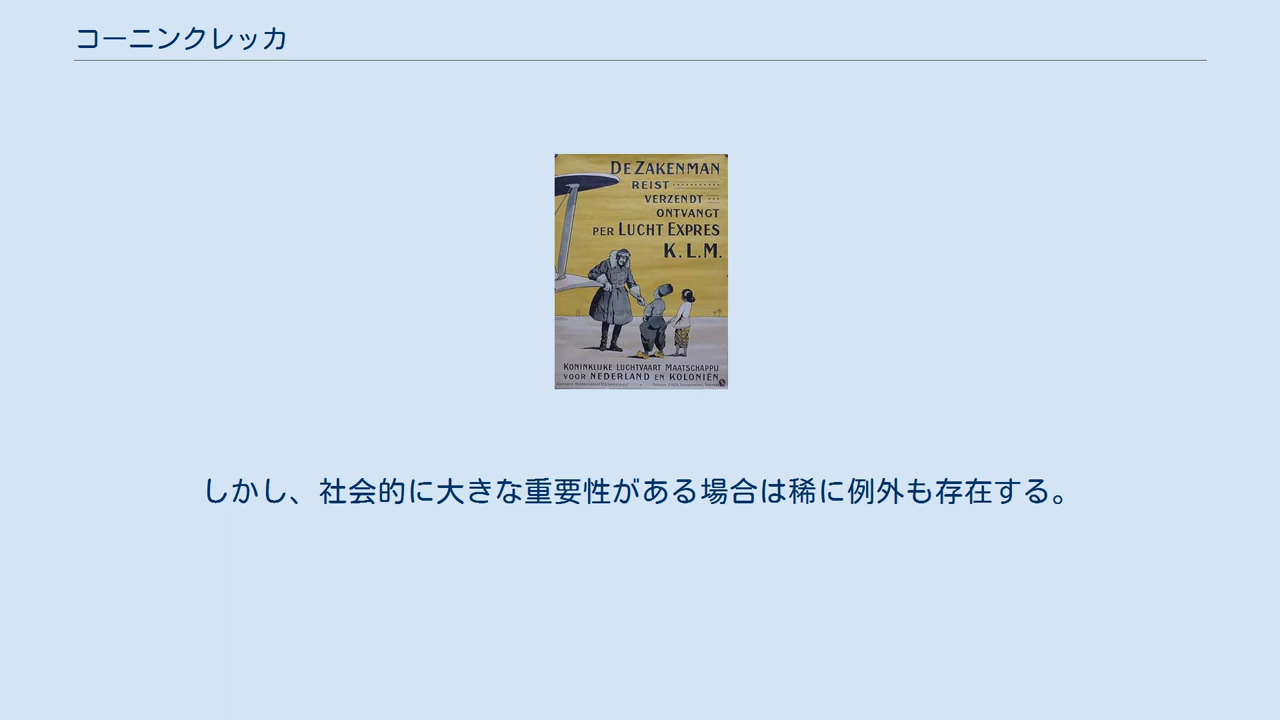 コーニンクレッカ
DE ZAKENMAN
REIST
VERZENDT
ONTVANGT
PER LUCHT EXPRES
K.L.M.
KONINKLIJKE LUCHTVAART MAATSCHAPPIJ
VOOR NEDERLAND EN KOLONIËN
しかし、社会的に大きな重要性がある場合は稀に例外も存在する。